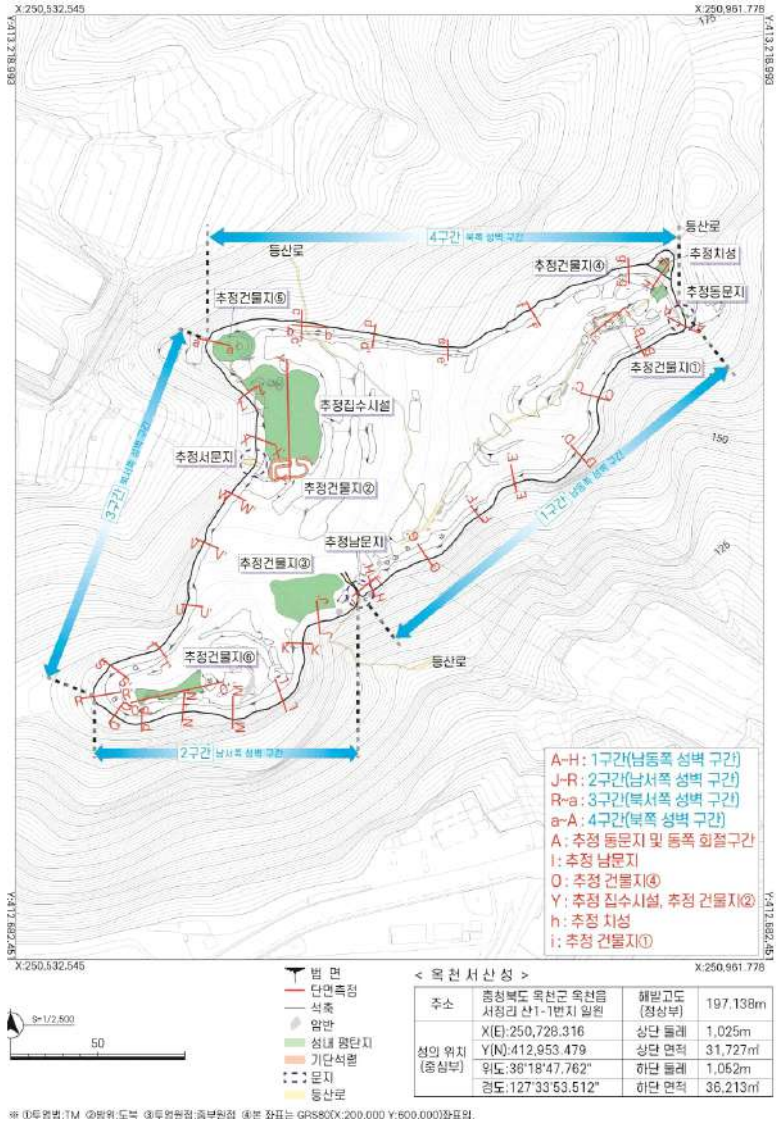 X:250,532.545
X:250,961.778
Y:413,218.993
Y:413,218.993
175
등산로
4구간 북쪽 성벽 구간
등산로
추정치성
추정건물지④
추정동문지
추정건물지⑤
추정건물지①
추정집수시설
150
3구간 북서쪽 성벽 구간
추정서문지
추정건물지②
1구간 남동쪽 성벽 구간
추정남문지
125
추정건물지③
등산로
추정건물지⑥
2구간 남서쪽 성벽 구간
A~H : 1구간(남동쪽 성벽 구간)
J~R : 2구간(남서쪽 성벽 구간)
R~a : 3구간(북서쪽 성벽 구간)
a~A : 4구간(북쪽 성벽 구간)
A : 추정 동문지 및 동쪽 회절구간
I : 추정 남문지
O : 추정 건물지④
Y : 추정 집수시설, 추정 건물지②
h : 추정 치성
i : 추정 건물지①
Y:412,682.451
Y:412,682.451
X:250,532.545
X:250,961.778
S=1/2,500
50
법 면
단면측정
석축
암반
성내 평탄지
기단석렬
문지
등산로
< 옥 천 서 산 성 >
주소
충청북도 옥천군 옥천읍
서정리 산1-1번지 일원
해발고도
(정상부)
197.138m
성의 위치
(중심부)
X(E):250,728.316
상단 둘레
1,025m
Y(N):412,953.479
상단 면적
31,727㎡
위도:36°18'47.762"
하단 둘레
1,052m
경도:127°33'53.512"
하단 면적
36,213㎡
※ ①투영법:TM ②방위:도북 ③투영원점:중부원점 ④본 좌표는 GRS80(X:200,000 Y:600,000)좌표임.